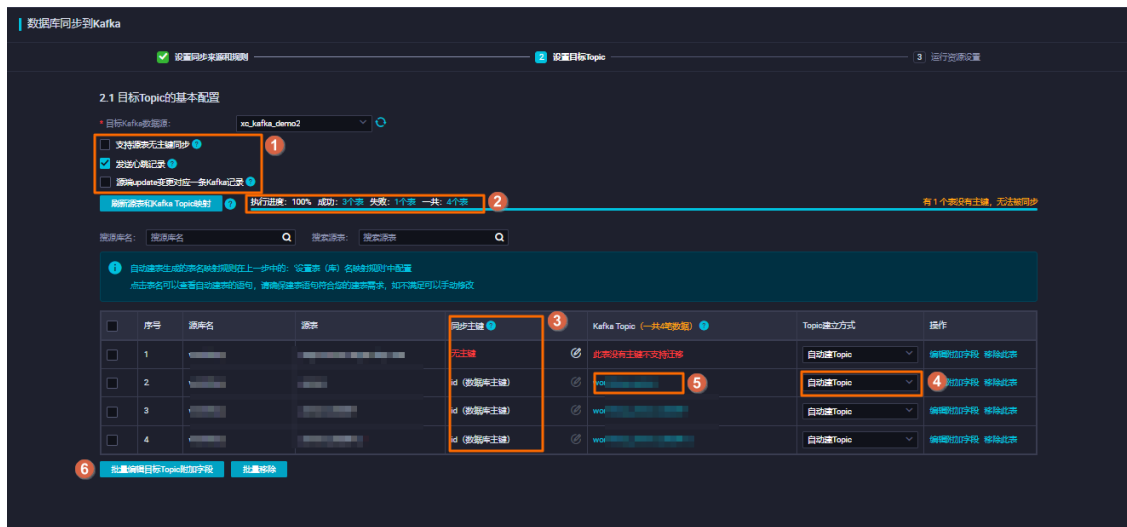 数据库同步到Kafka
设置同步来源和规则
2 设置目标Topic
3 运行资源设置
2.1 目标Topic的基本配置
* 目标Kafka数据源: xc_kafka_demo2
支持源表无主键同步 ?
1
发送心跳记录 ?
源端update变更对应一条Kafka记录 ?
刷新源表和Kafka Topic映射 ? 执行进度: 100% 成功: 3个表 失败: 1个表 一共: 4个表 2 有1个表没有主键, 无法被同步
搜源库名: 搜源库名 搜索源表: 搜索源表
自动建表生成的表名映射规则在上一步中的: '设置表（库）名映射规则'中配置
点击表名可以查看自动建表的语句, 请确保建表语句符合您的建表需求, 如不满足可以手动修改
序号 源库名 源表 同步主键 ? 3 Kafka Topic（一共4笔数据） ? Topic建立方式 操作
1 无主键 此表没有主键不支持迁移 自动建Topic 编辑附加字段 移除此表
2 id（数据库主键） wo 5 自动建Topic 4 编辑附加字段 移除此表
3 id（数据库主键） wo 自动建Topic 编辑附加字段 移除此表
4 id（数据库主键） wo 自动建Topic 编辑附加字段 移除此表
6 批量编辑目标Topic附加字段 批量移除